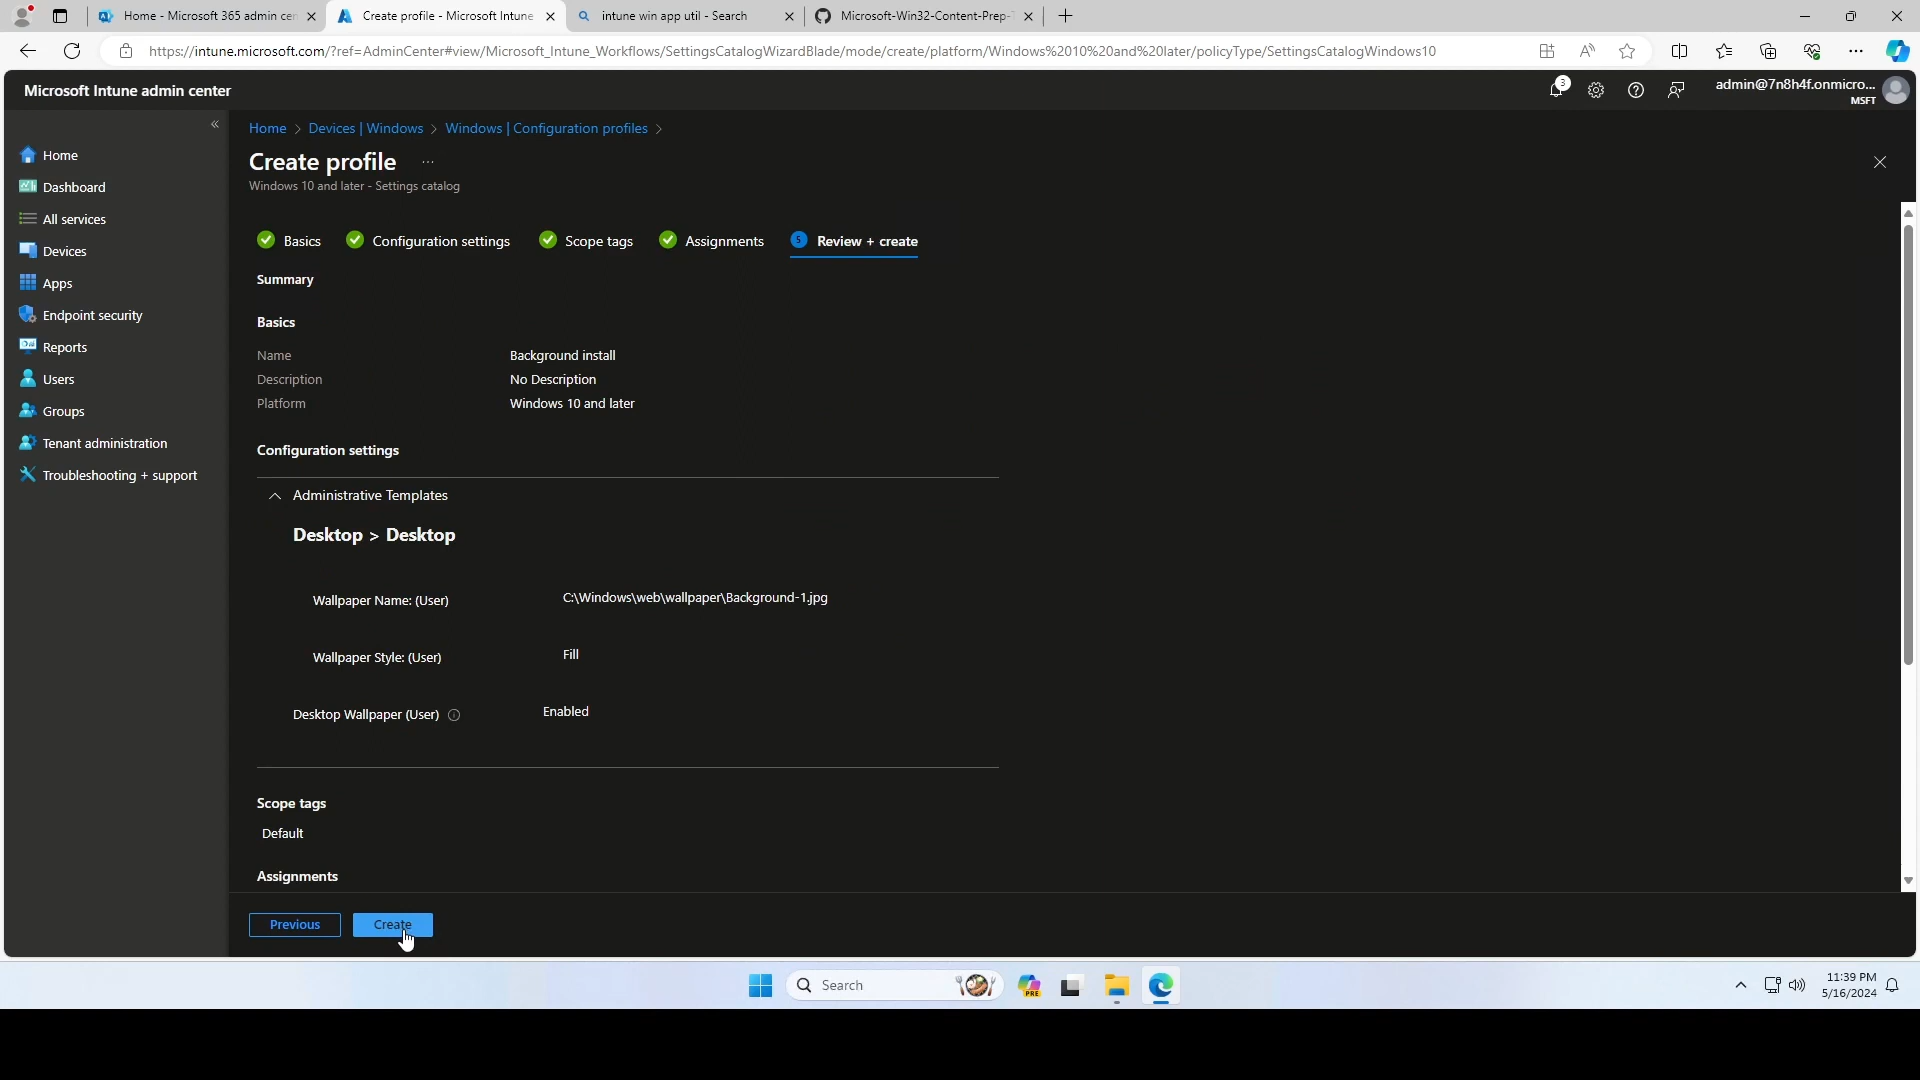 Home - Microsoft 365 admin cen
Create profile - Microsoft Intune
intune win app util - Search
Microsoft-Win32-Content-Prep-T
https://intune.microsoft.com/?ref=AdminCenter#view/Microsoft_Intune_Workflows/SettingsCatalogWizardBlade/mode/create/platform/Windows%2010%20and%20later/policyType/SettingsCatalogWindows10
Microsoft Intune admin center
3
admin@7n8h4f.onmicro...
MSFT
Home
Dashboard
All services
Devices
Apps
Endpoint security
Reports
Users
Groups
Tenant administration
Troubleshooting + support
Home > Devices | Windows > Windows | Configuration profiles >
Create profile ...
Windows 10 and later - Settings catalog
Basics
Configuration settings
Scope tags
Assignments
5 Review + create
Summary
Basics
Name Background install
Description No Description
Platform Windows 10 and later
Configuration settings
Administrative Templates
Desktop > Desktop
Wallpaper Name: (User) C:\Windows\web\wallpaper\Background-1.jpg
Wallpaper Style: (User) Fill
Desktop Wallpaper (User) Enabled
Scope tags
Default
Assignments
Previous
Create
Search
PRE
11:39 PM
5/16/2024